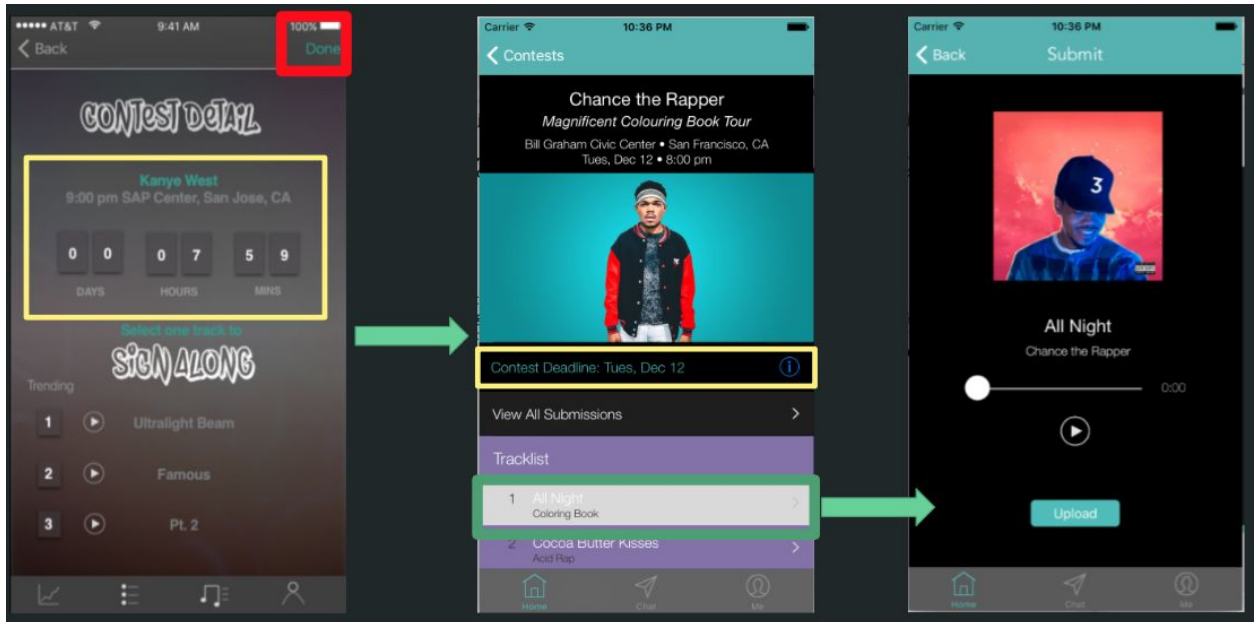 AT&T 9:41 AM 100%
Back Done
CONTEST DETAIL
Kanye West
9:00 pm SAP Center, San Jose, CA
0 0 0 7 5 9
DAYS HOURS MINS
Select one track to
SIGN ALONG
Trending
1 Ultralight Beam
2 Famous
3 Pt. 2
Carrier 10:36 PM
Contests
Chance the Rapper
Magnificent Colouring Book Tour
Bill Graham Civic Center • San Francisco, CA
Tues, Dec 12 • 8:00 pm
Contest Deadline: Tues, Dec 12
View All Submissions
Tracklist
1 All Night
Coloring Book
2 Cocoa Butter Kisses
Acid Rap
Home Chat Me
Carrier 10:36 PM
Back Submit
3
All Night
Chance the Rapper
0:00
Upload
Home Chat Me